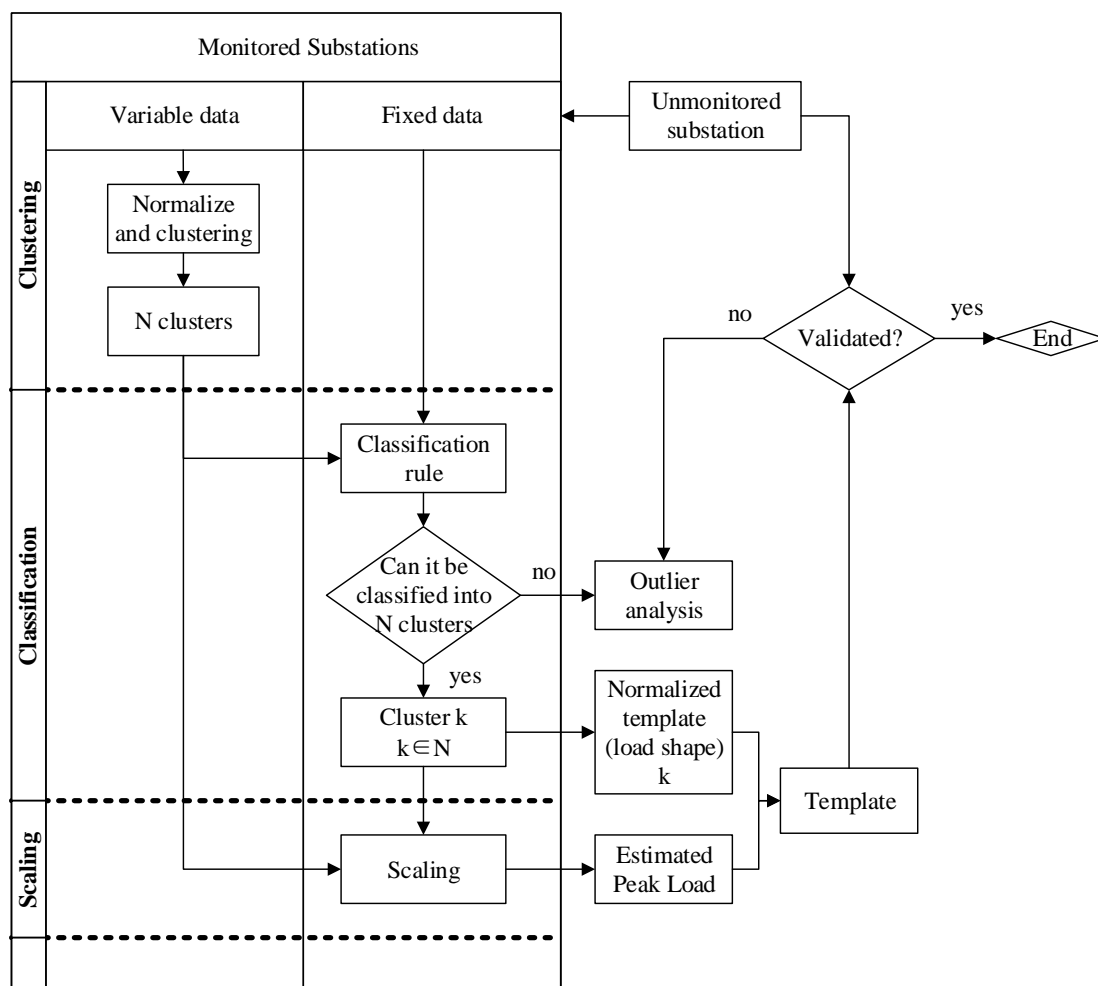 Monitored Substations
Variable data
Fixed data
Unmonitored
substation
Clustering
Normalize
and clustering
N clusters
no
Validated?
yes
End
Classification
Classification
rule
Can it be
classified into
N clusters
no
Outlier
analysis
yes
Cluster k
k∈N
Normalized
template
(load shape)
k
Template
Scaling
Scaling
Estimated
Peak Load